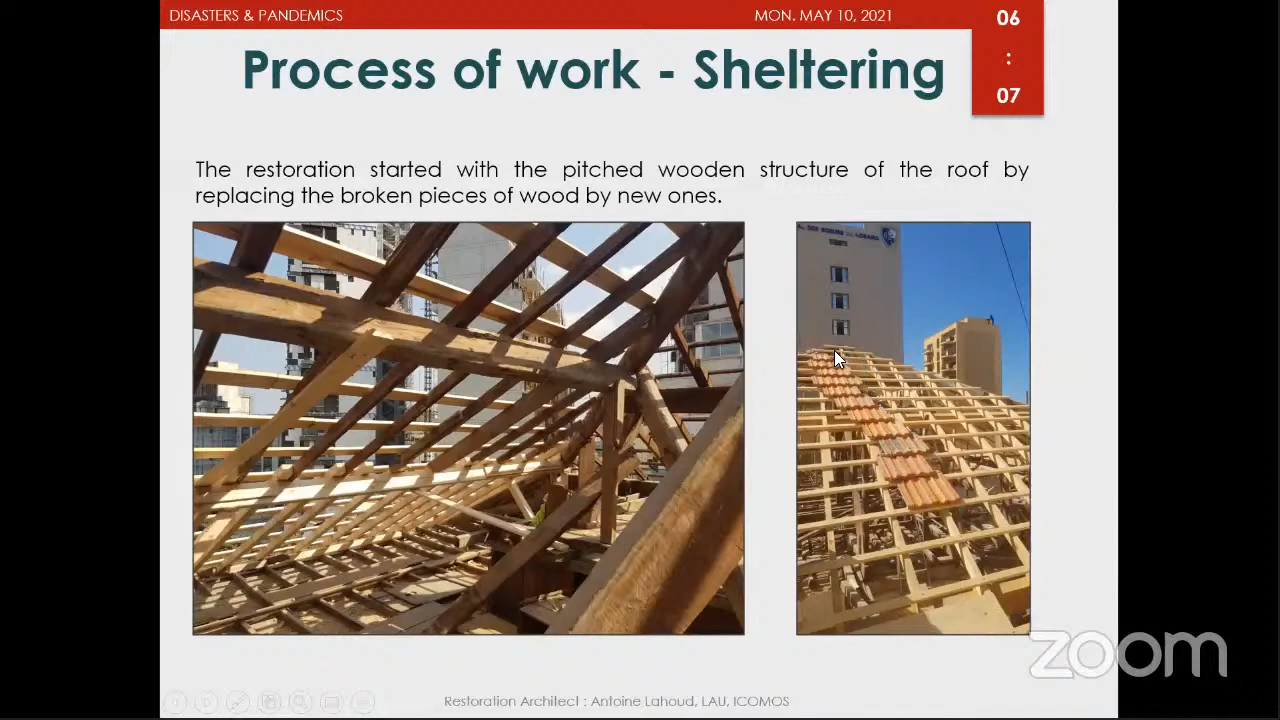 DISASTERS & PANDEMICS
MON. MAY 10, 2021
06
:
07
Process of work - Sheltering
The restoration started with the pitched wooden structure of the roof by
replacing the broken pieces of wood by new ones.
DES SOEURS
zoom
Restoration Architect : Antoine Lahoud, LAU, ICOMOS